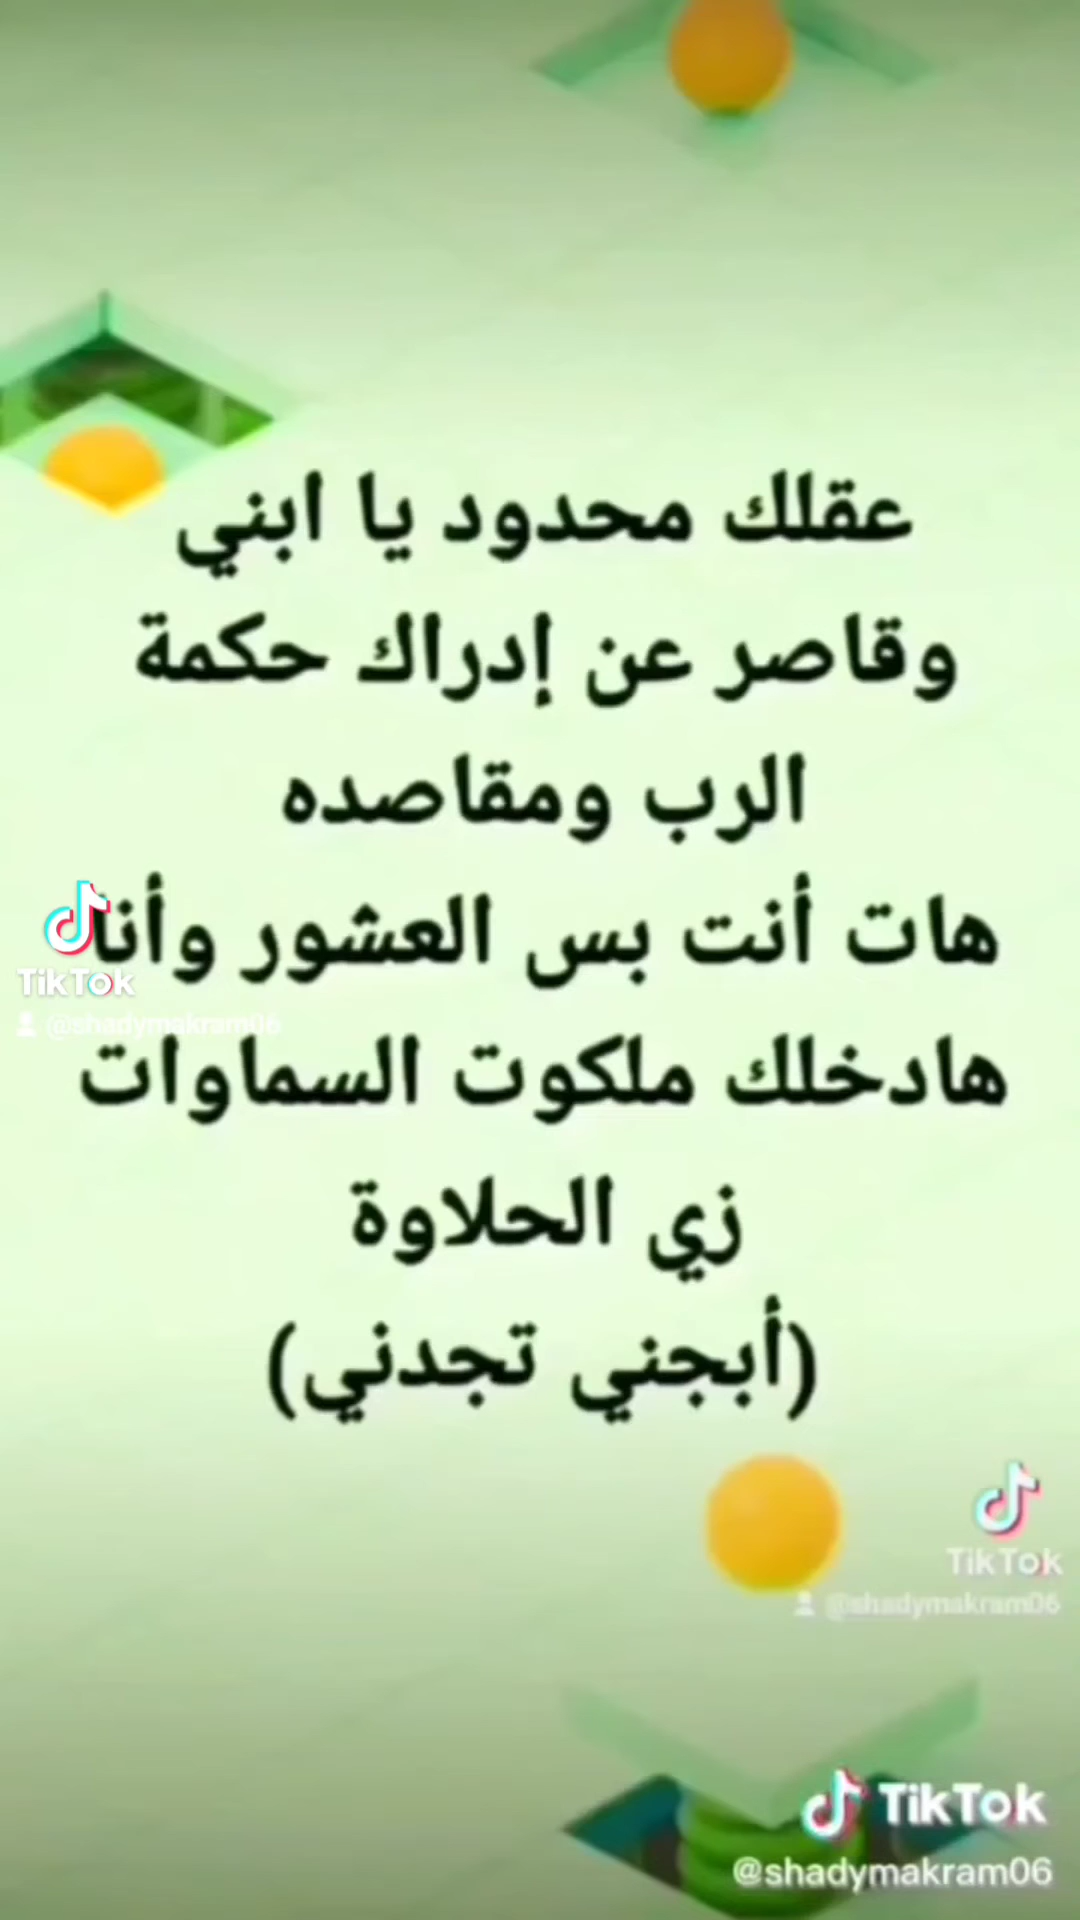 عقلك محدود يا ابني
وقاصر عن إدراك حكمة
الرب ومقاصده
هات أنت بس العشور وأنا
TikTok
@shadymakram06
هادخلك ملكوت السماوات
زي الحلاوة
(أبجني تجدني)
TikTok
@shadymakram06
TikTok
@shadymakram06